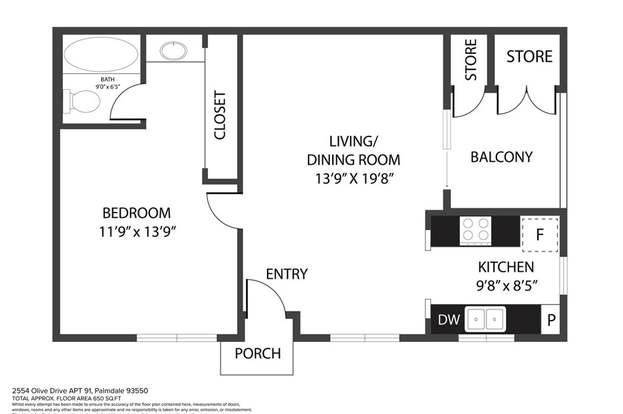 BATH
9'0" x 6'5"
CLOSET
STORE
STORE
LIVING/
DINING ROOM
13'9" X 19'8"
BALCONY
BEDROOM
11'9" x 13'9"
F
KITCHEN
9'8" x 8'5"
ENTRY
DW
P
PORCH
2554 Olive Drive APT 91, Palmdale 93550
TOTAL APPROX. FLOOR AREA 650 SQ.FT
Whilst every attempt has been made to ensure the accuracy of the floor plan contained here, measurements of doors,
windows, rooms and any other items are approximate and no responsibility is taken for any error, omission, or misstatement.